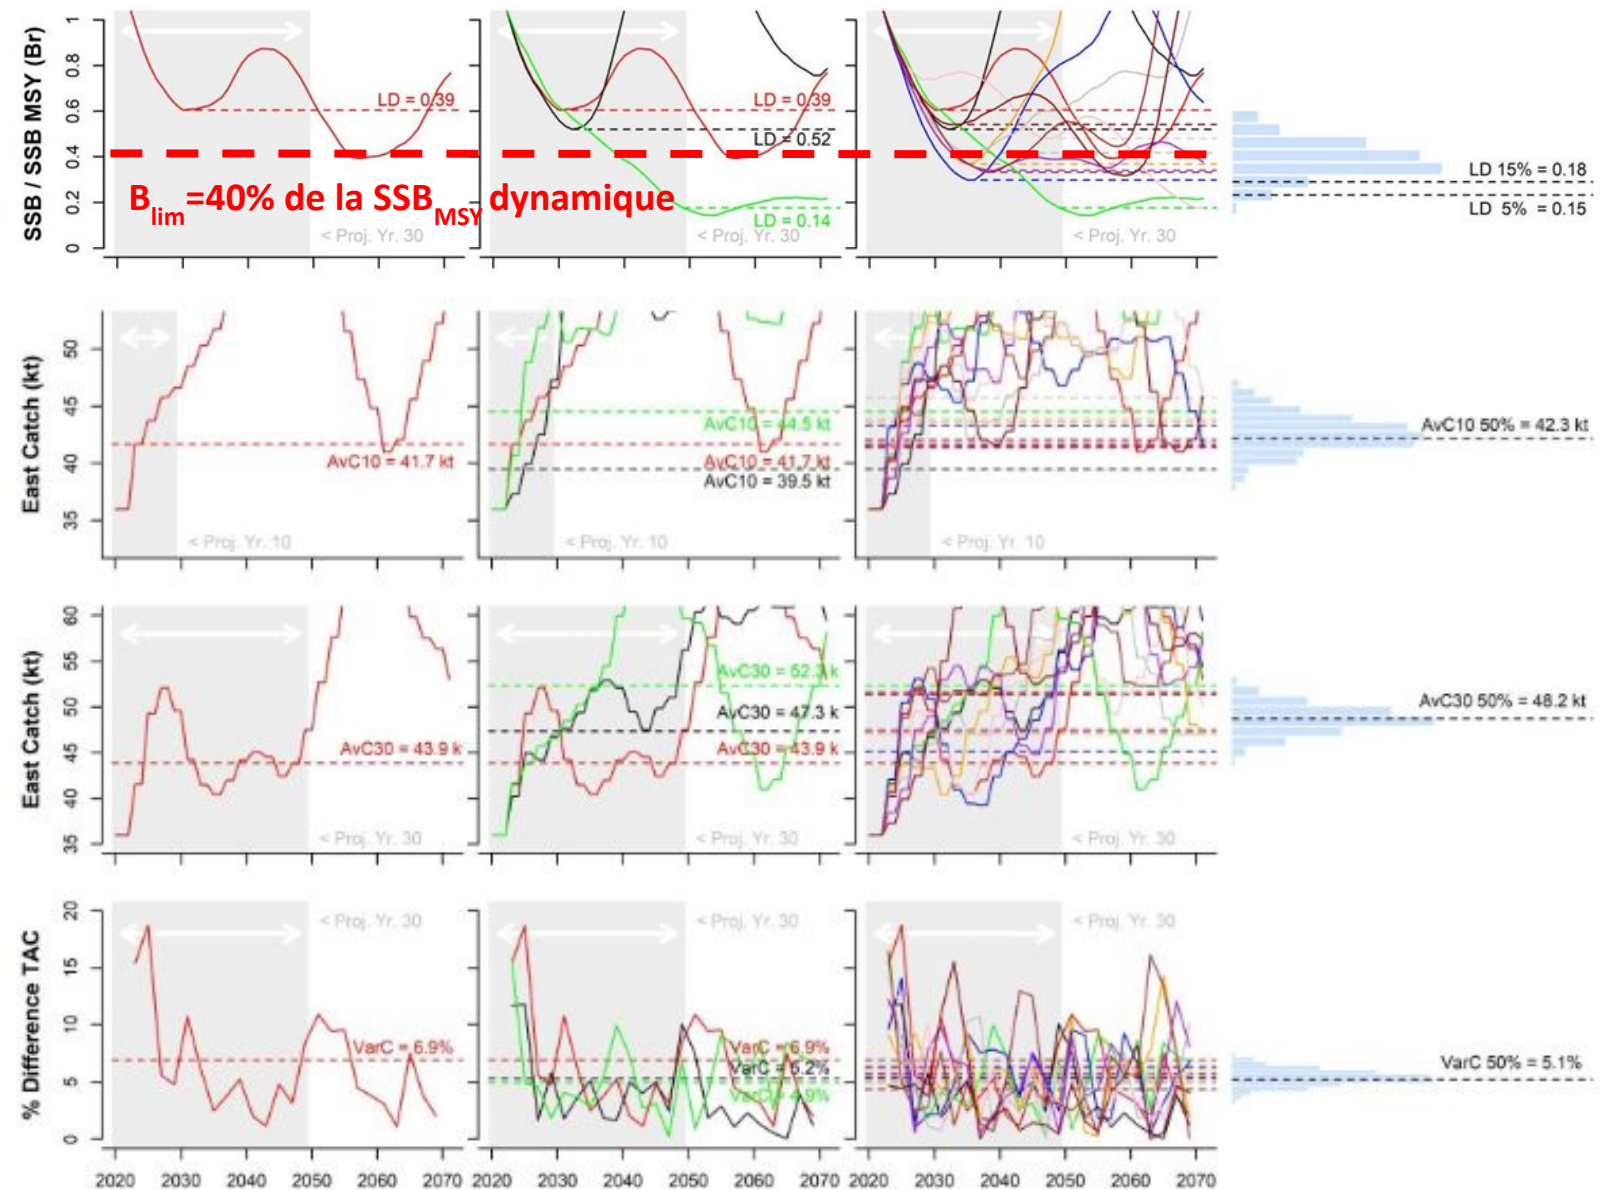 SSB / SSB MSY (Br)
1
0.8
0.6
0.4
0.2
0
LD = 0.39
< Proj. Yr. 30
LD = 0.39
LD = 0.52
LD = 0.14
< Proj. Yr. 30
< Proj. Yr. 30
LD 15% = 0.18
LD 5% = 0.15
Blim=40% de la SSBMSY dynamique
East Catch (kt)
50
45
40
35
AvC10 = 41.7 kt
< Proj. Yr. 10
AvC10 = 44.5 kt
AvC10 = 41.7 kt
AvC10 = 39.5 kt
< Proj. Yr. 10
< Proj. Yr. 10
AvC10 50% = 42.3 kt
East Catch (kt)
60
55
50
45
40
35
AvC30 = 43.9 k
< Proj. Yr. 30
AvC30 = 52.3 k
AvC30 = 47.3 k
AvC30 = 43.9 k
< Proj. Yr. 30
< Proj. Yr. 30
AvC30 50% = 48.2 kt
% Difference TAC
20
15
10
5
0
< Proj. Yr. 30
VarC = 6.9%
< Proj. Yr. 30
VarC = 6.9%
VarC = 5.2%
VarC = 4.9%
< Proj. Yr. 30
VarC 50% = 5.1%
2020 2030 2040 2050 2060 2070
2020 2030 2040 2050 2060 2070
2020 2030 2040 2050 2060 2070